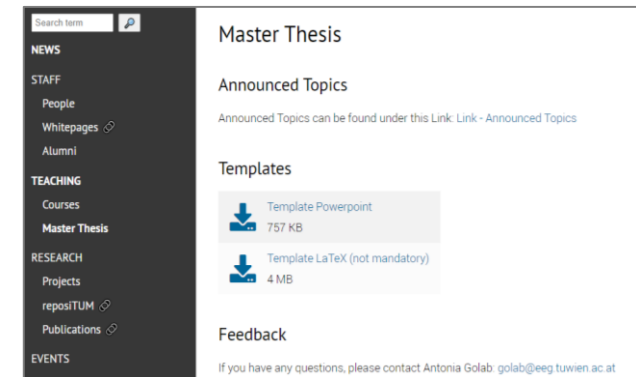 Search term
NEWS
STAFF
People
Whitepages
Alumni
TEACHING
Courses
Master Thesis
RESEARCH
Projects
reposiTUM
Publications
EVENTS
Master Thesis
Announced Topics
Announced Topics can be found under this Link: Link - Announced Topics
Templates
Template Powerpoint
757 KB
Template LaTeX (not mandatory)
4 MB
Feedback
If you have any questions, please contact Antonia Golab: golab@eeg.tuwien.ac.at